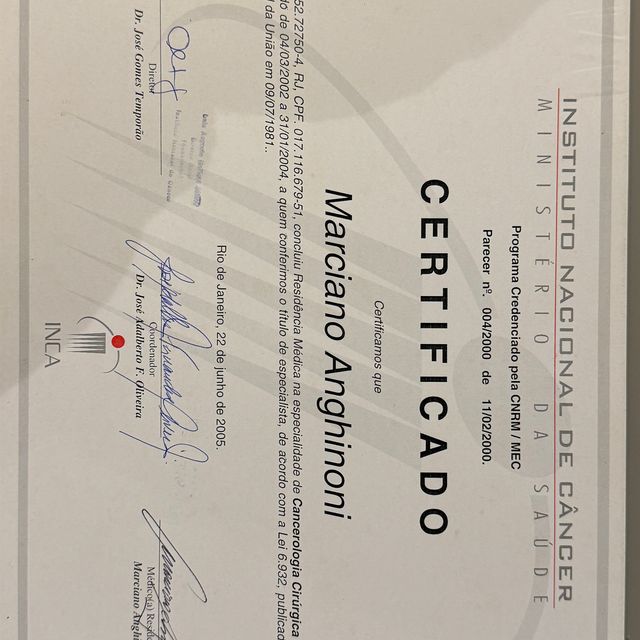 INSTITUTO NACIONAL DE CÂNCER
MINISTÉRIO DA SAÚDE
Programa Credenciado pela CNRM / MEC
Parecer nº. 004/2000 de 11/02/2000.
CERTIFICADO
Certificamos que
Marciano Anghinoni
52.72750-4, RJ, CPF. 017.116.679-51, concluiu Residência Médica na especialidade de Cancerologia Cirúrgica
do de 04/03/2002 a 31/01/2004, a quem conferimos o título de especialista, de acordo com a Lei 6.932, publicad
l da União em 09/07/1981..
Rio de Janeiro, 22 de junho de 2005.
Diretor
Dr. José Gomes Temporão
Coordenador
Dr. José Adalberto F. Oliveira
Médico(a) Resi
Marciano Angh
INCA